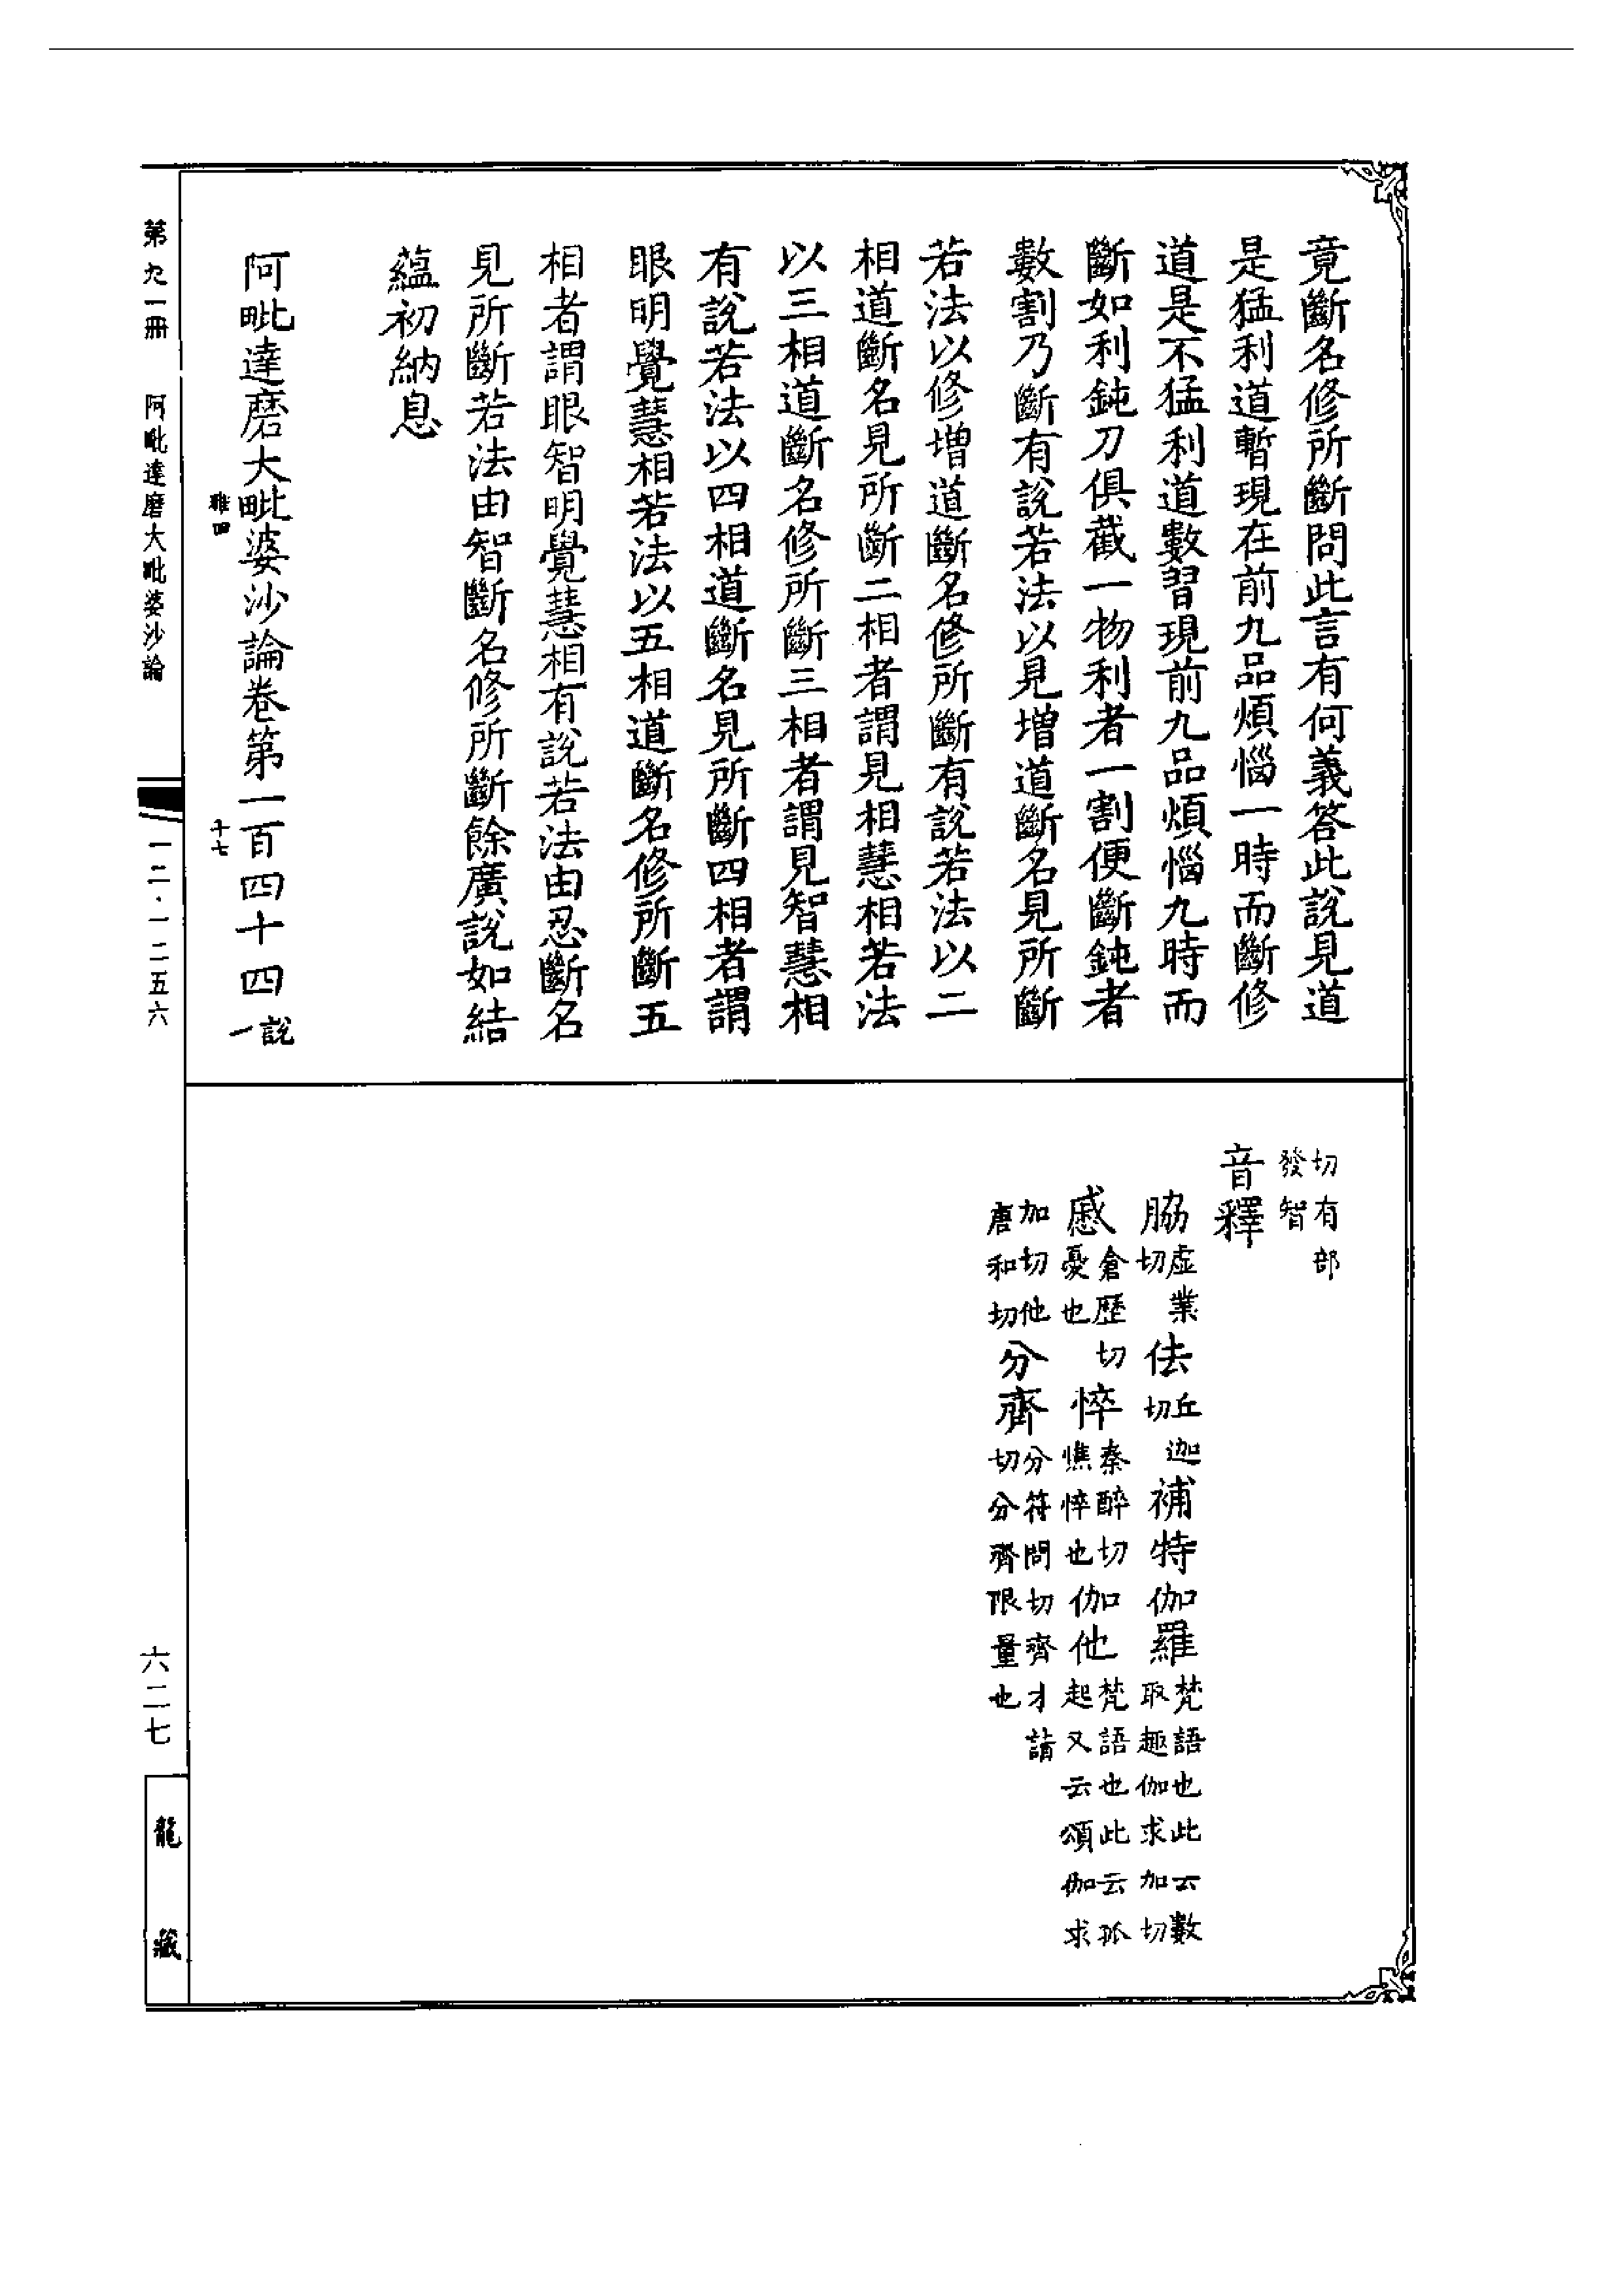 竟斷名修所斷問此言有何義答此說見道
是猛利道暫現在前九品煩惱一時而斷修
道是不猛利道數習現前九品煩惱九時而
斷如利鈍刀俱截一物利者一割便斷鈍者
數割乃斷有說若法以見增道斷名見所斷
若法以修增道斷名修所斷有說若法以二
相道斷名見所斷二相者謂見相慧相若法
以三相道斷名修所斷三相者謂見智慧相
有說若法以四相道斷名見所斷四相者謂
眼明覺慧相若法以五相道斷名修所斷五
相者謂眼智明覺慧相有說若法由忍斷名
見所斷若法由智斷名修所斷餘廣說如結
蘊初納息
阿毗達磨大毗婆沙論卷第一百四十四 說一
雅四 十七
切有部
發智
音釋
脇 虛業切 佉 丘迦切 補特伽羅 梵語也此云數取趣伽求加切
慼 倉歷切憂也 悴 秦醉切憔悴也 伽他 梵語也此云孤起又云頌伽求
加切他唐和切 分齊 分符問切齊才詣切分齊限量也
第九一冊 阿毗達磨大毗婆沙論
一二·一二五六
六二七
龍藏